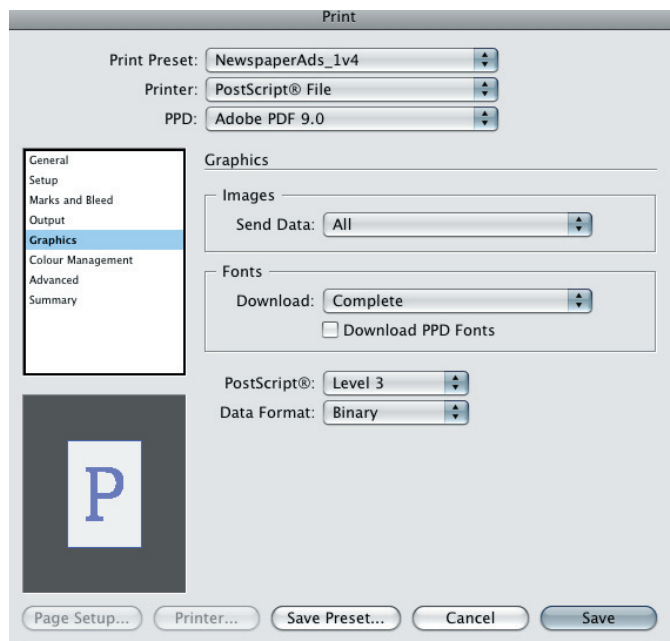 Print
Print Preset: NewspaperAds_1v4
Printer: PostScript® File
PPD: Adobe PDF 9.0
General
Setup
Marks and Bleed
Output
Graphics
Colour Management
Advanced
Summary
Graphics
Images
Send Data: All
Fonts
Download: Complete
Download PPD Fonts
PostScript®: Level 3
Data Format: Binary
P
Page Setup... Printer... Save Preset... Cancel Save